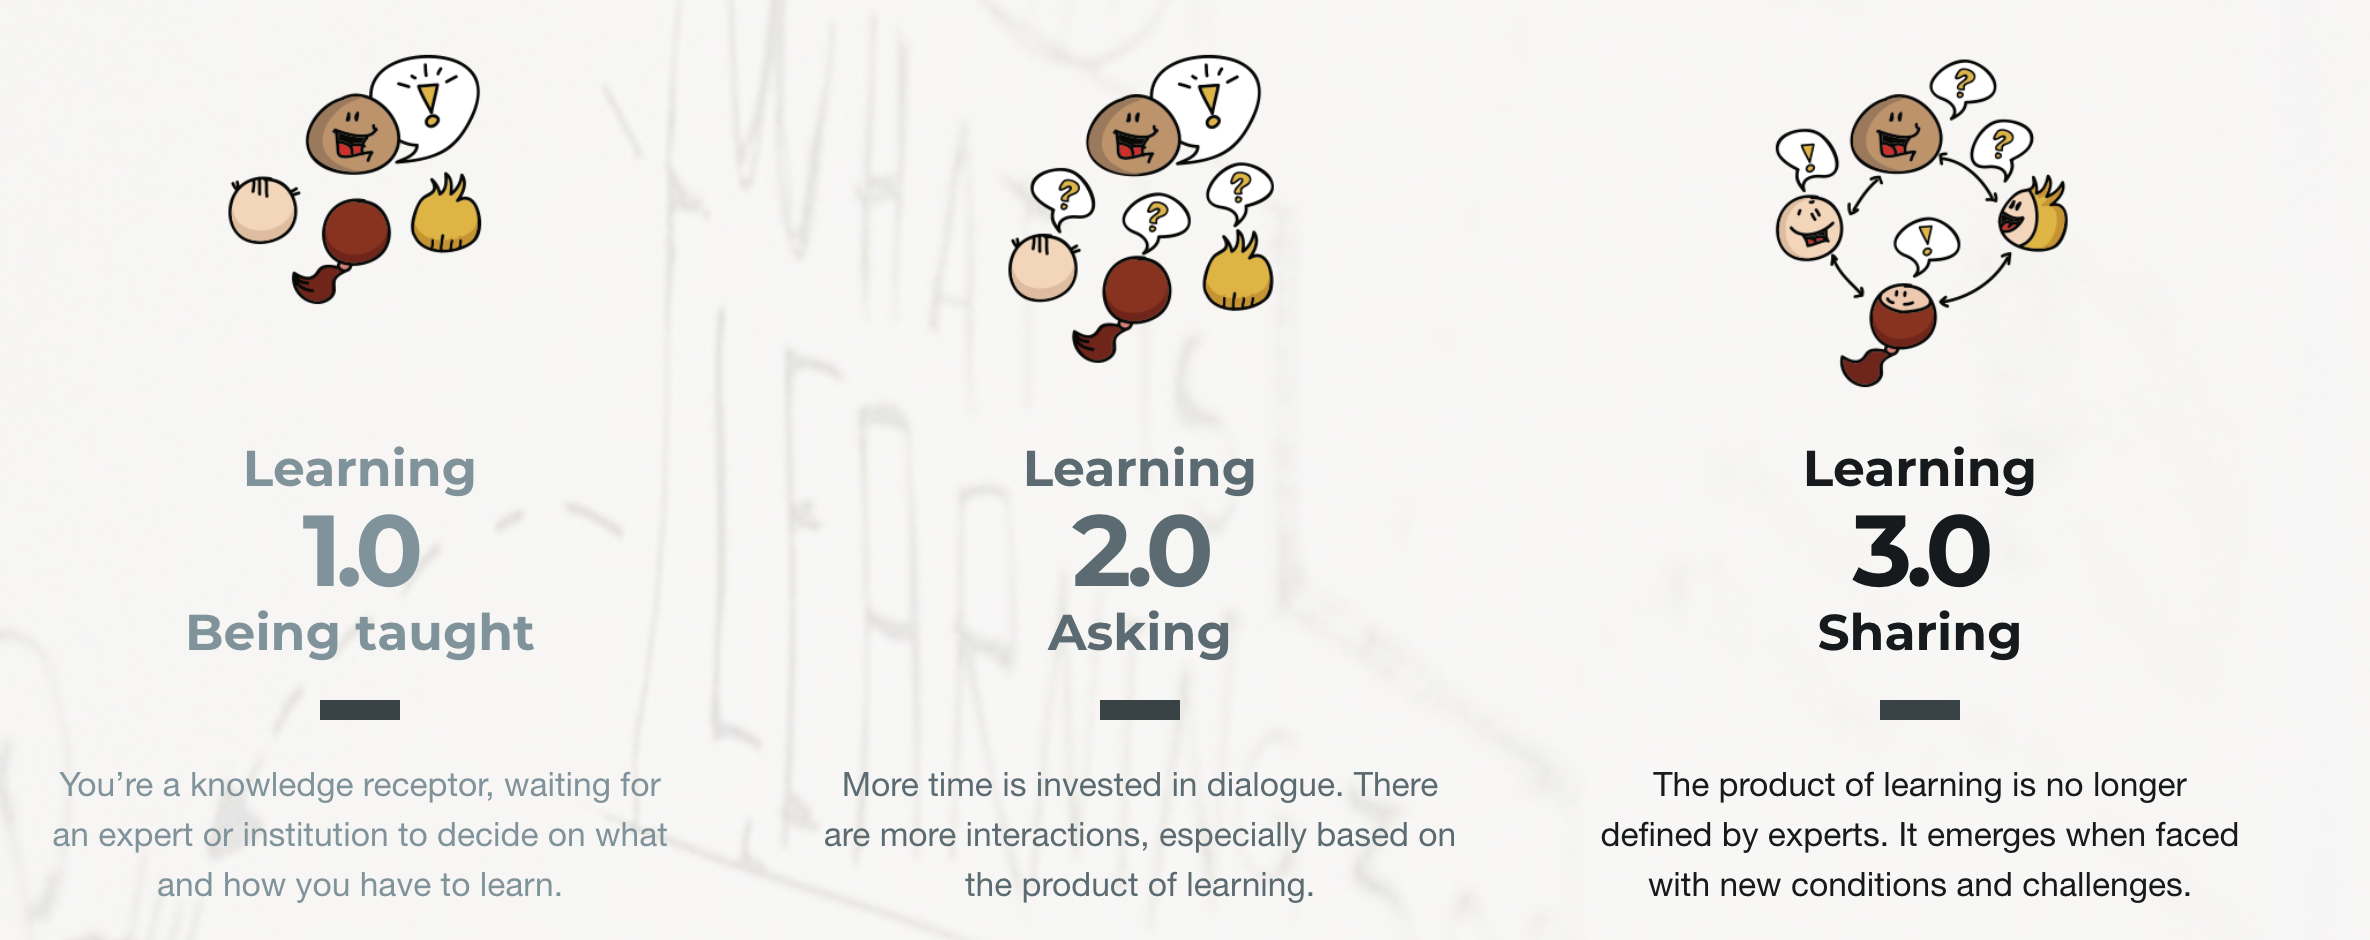 Learning
1.0
Being taught
You’re a knowledge receptor, waiting for
an expert or institution to decide on what
and how you have to learn.
Learning
2.0
Asking
More time is invested in dialogue. There
are more interactions, especially based on
the product of learning.
Learning
3.0
Sharing
The product of learning is no longer
defined by experts. It emerges when faced
with new conditions and challenges.